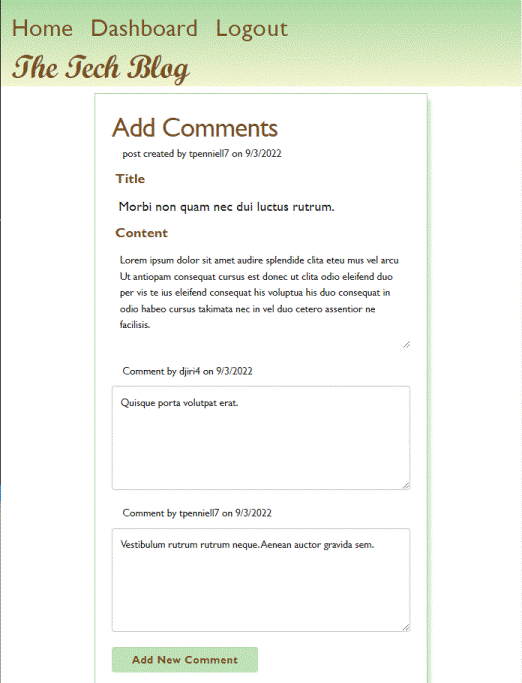 Home Dashboard Logout
The Tech Blog
Add Comments
post created by tpenniell7 on 9/3/2022
Title
Morbi non quam nec dui luctus rutrum.
Content
Lorem ipsum dolor sit amet audire splendide clita eteu mus vel arcu
Ut antiopam consequat cursus est donec ut clita odio eleifend duo
per vis te ius eleifend consequat his voluptua his duo consequat in
odio habeo cursus takimata nec in vel duo cetero assentior ne
facilisis.
Comment by djiri4 on 9/3/2022
Quisque porta volutpat erat.
Comment by tpenniell7 on 9/3/2022
Vestibulum rutrum rutrum neque. Aenean auctor gravida sem.
Add New Comment